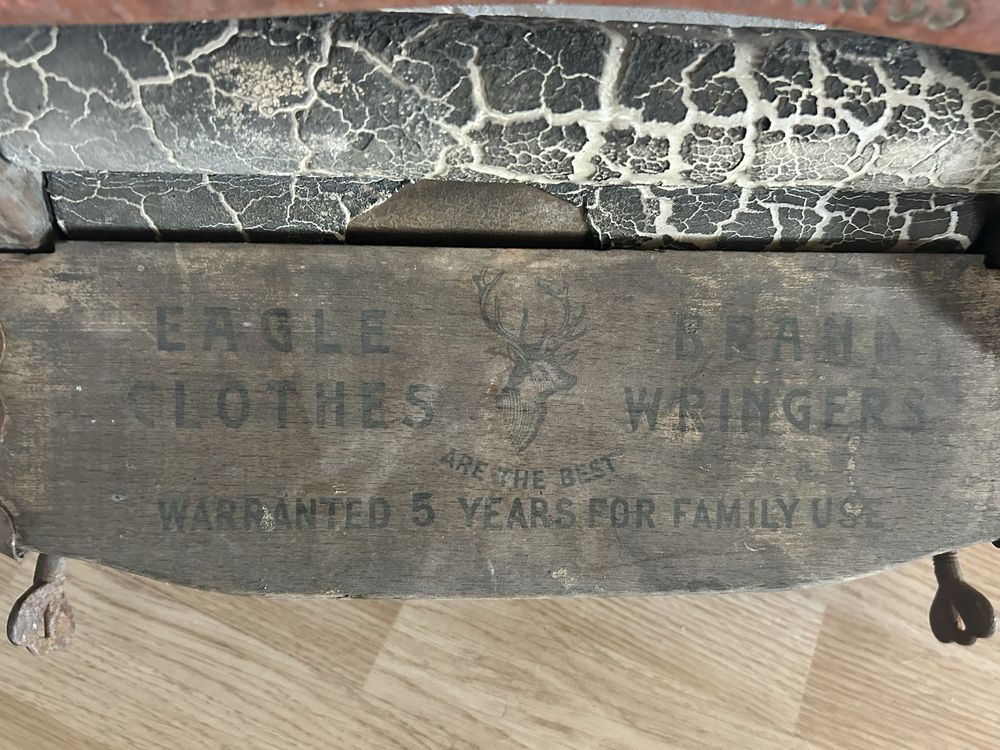 EAGLE BRAND
CLOTHES WRINGERS
ARE THE BEST
WARRANTED 5 YEARS FOR FAMILY USE